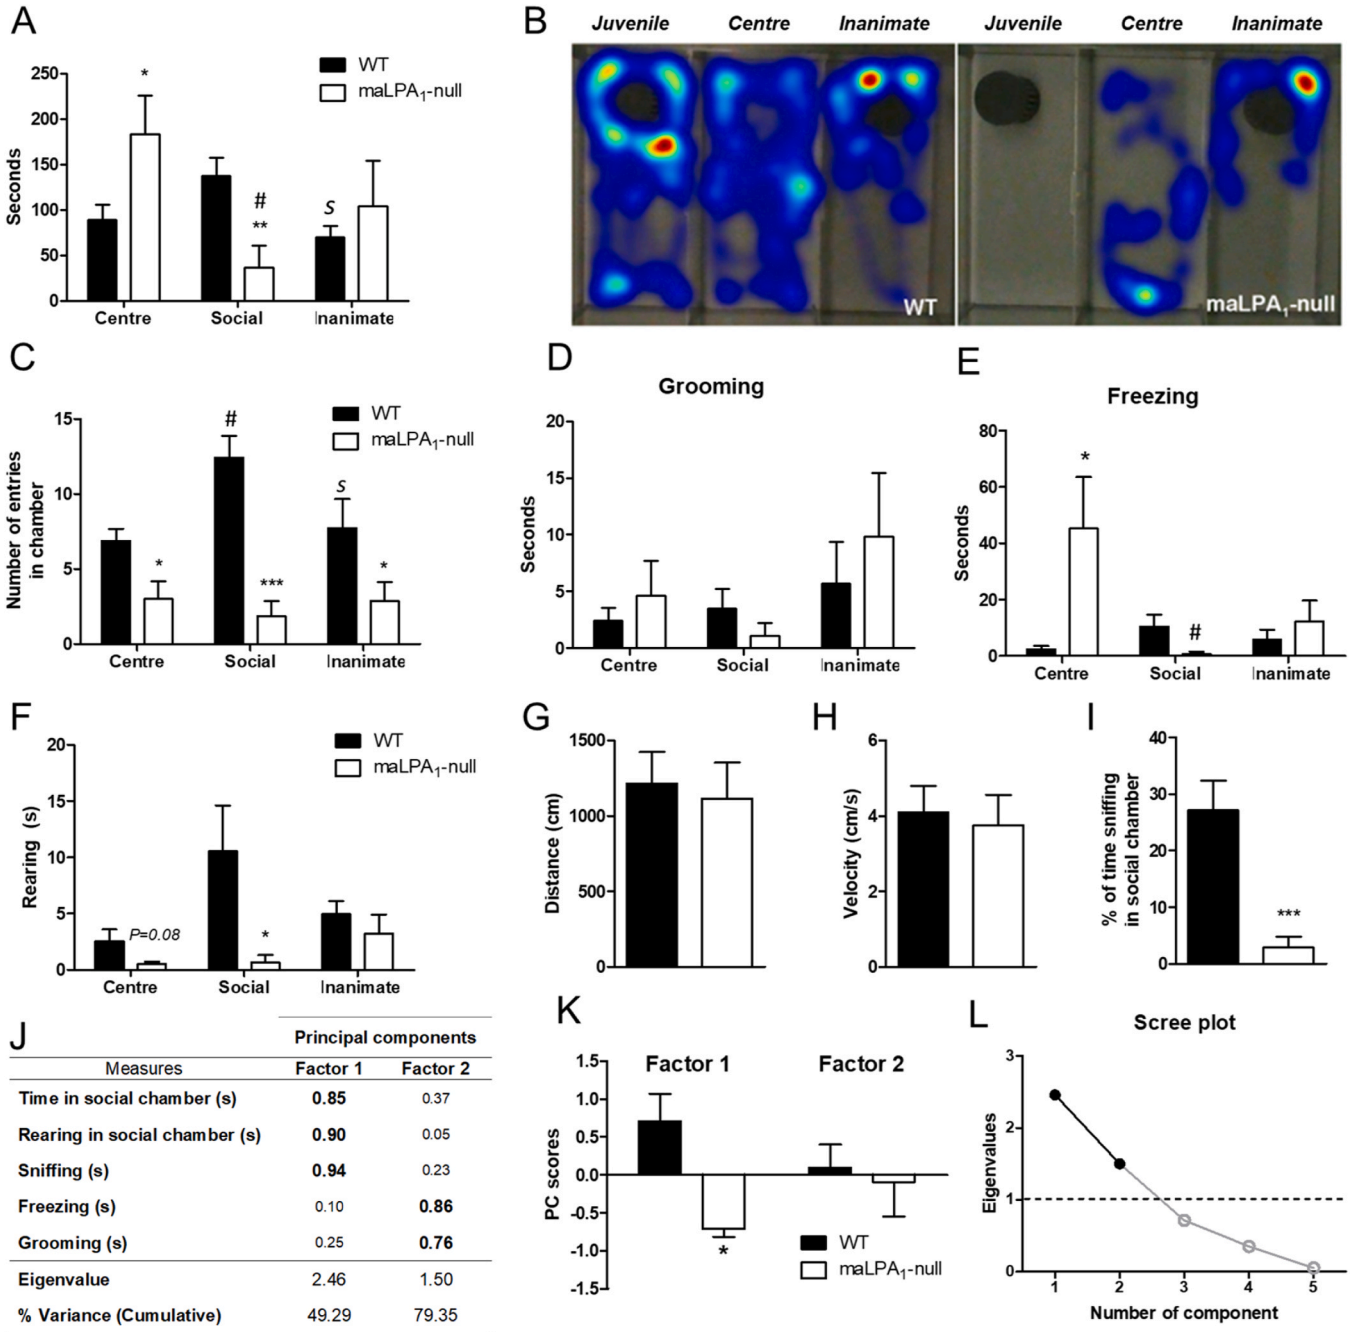 A
WT
maLPA1-null
Seconds
250
200
150
100
50
0
*
#
**
S
Centre
Social
Inanimate
B
Juvenile Centre Inanimate Juvenile Centre Inanimate
WT
maLPA1-null
C
WT
maLPA1-null
Number of entries
in chamber
15
10
5
0
*
#
***
S
*
Centre
Social
Inanimate
D
Grooming
Seconds
20
15
10
5
0
Centre
Social
Inanimate
E
Freezing
Seconds
80
60
40
20
0
*
#
Centre
Social
Inanimate
F
WT
maLPA1-null
Rearing (s)
20
15
10
5
0
P=0.08
*
Centre
Social
Inanimate
G
Distance (cm)
1500
1000
500
0
H
Velocity (cm/s)
6
4
2
0
I
% of time sniffing
in social chamber
40
30
20
10
0
***
J
Principal components
Measures Factor 1 Factor 2
Time in social chamber (s) 0.85 0.37
Rearing in social chamber (s) 0.90 0.05
Sniffing (s) 0.94 0.23
Freezing (s) 0.10 0.86
Grooming (s) 0.25 0.76
Eigenvalue 2.46 1.50
% Variance (Cumulative) 49.29 79.35
K
Factor 1 Factor 2
PC scores
1.5
1.0
0.5
0.0
-0.5
-1.0
-1.5
*
WT
maLPA1-null
L
Scree plot
Eigenvalues
3
2
1
0
1 2 3 4 5
Number of component